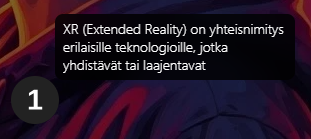 XR (Extended Reality) on yhteisnimitys
erilaisille teknologioille, jotka
yhdistävät tai laajentavat
1